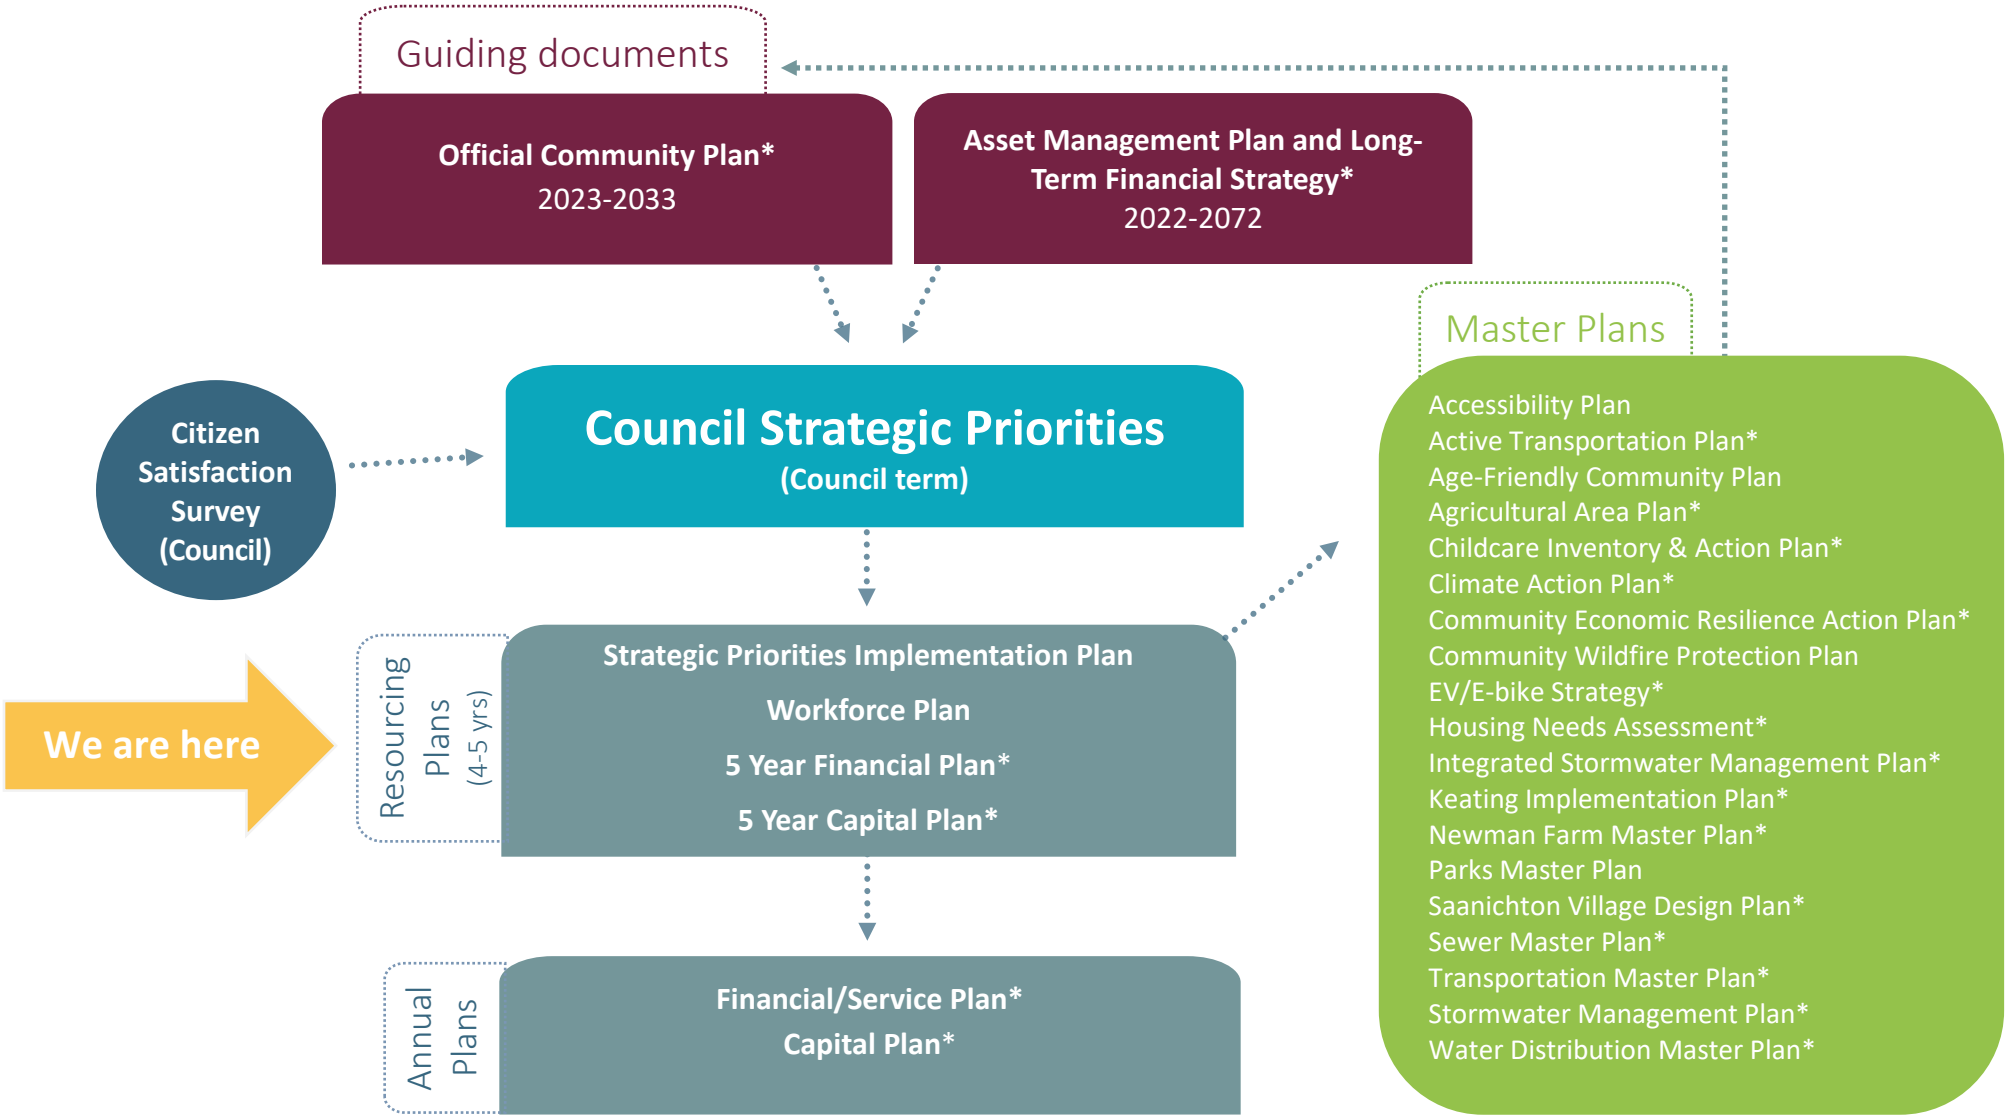 Guiding documents
Official Community Plan*
2023-2033
Asset Management Plan and Long-
Term Financial Strategy*
2022-2072
Citizen
Satisfaction
Survey
(Council)
Council Strategic Priorities
(Council term)
We are here
Resourcing
Plans
(4-5 yrs)
Strategic Priorities Implementation Plan
Workforce Plan
5 Year Financial Plan*
5 Year Capital Plan*
Annual
Plans
Financial/Service Plan*
Capital Plan*
Master Plans
Accessibility Plan
Active Transportation Plan*
Age-Friendly Community Plan
Agricultural Area Plan*
Childcare Inventory & Action Plan*
Climate Action Plan*
Community Economic Resilience Action Plan*
Community Wildfire Protection Plan
EV/E-bike Strategy*
Housing Needs Assessment*
Integrated Stormwater Management Plan*
Keating Implementation Plan*
Newman Farm Master Plan*
Parks Master Plan
Saanichton Village Design Plan*
Sewer Master Plan*
Transportation Master Plan*
Stormwater Management Plan*
Water Distribution Master Plan*